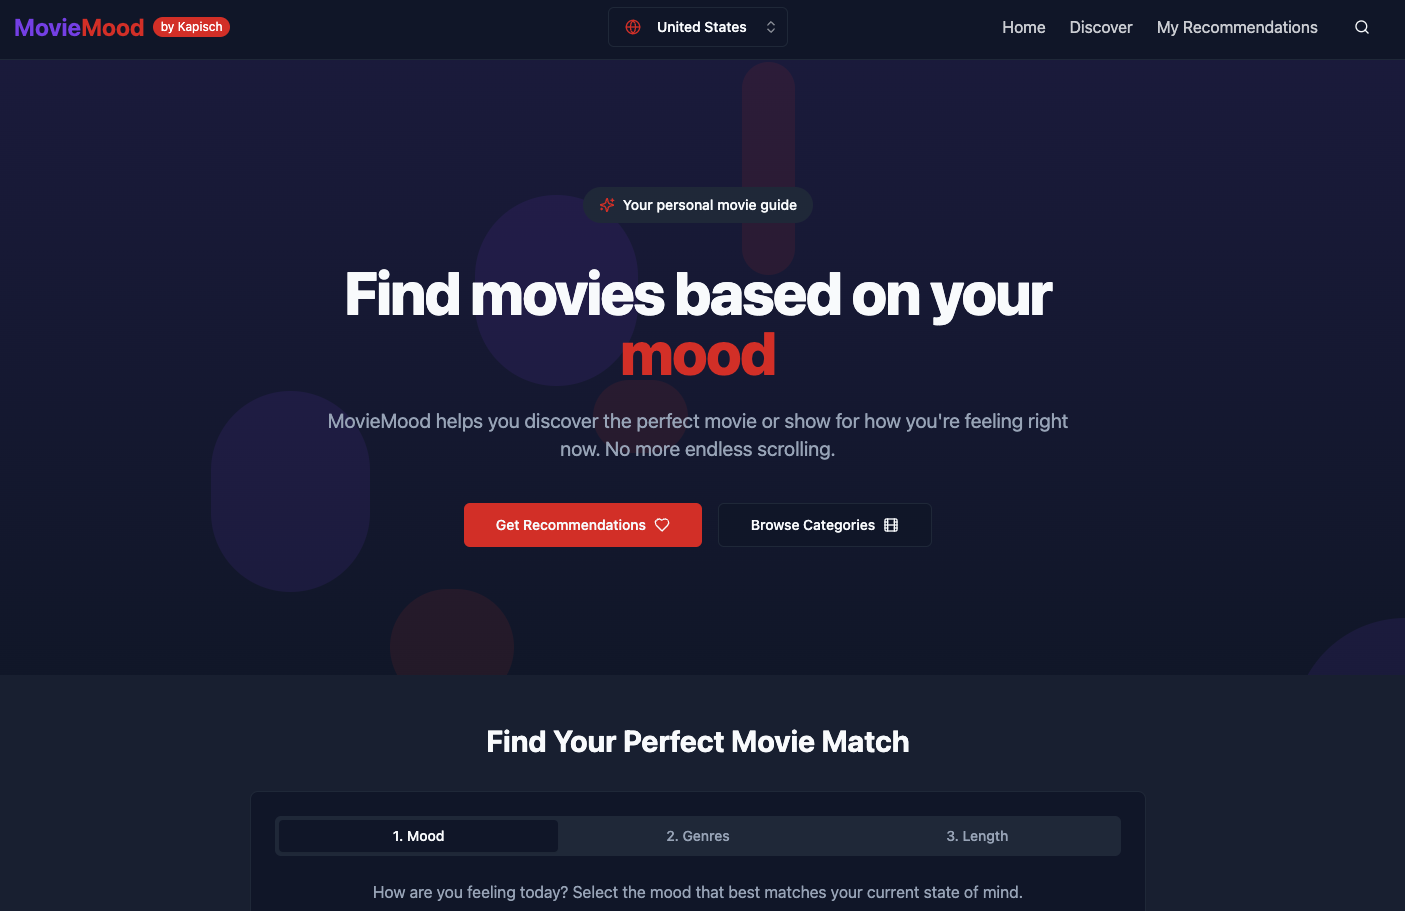 MovieMood by Kapisch
United States
Home Discover My Recommendations
Your personal movie guide
Find movies based on your
mood
MovieMood helps you discover the perfect movie or show for how you're feeling right
now. No more endless scrolling.
Get Recommendations
Browse Categories
Find Your Perfect Movie Match
1. Mood
2. Genres
3. Length
How are you feeling today? Select the mood that best matches your current state of mind.